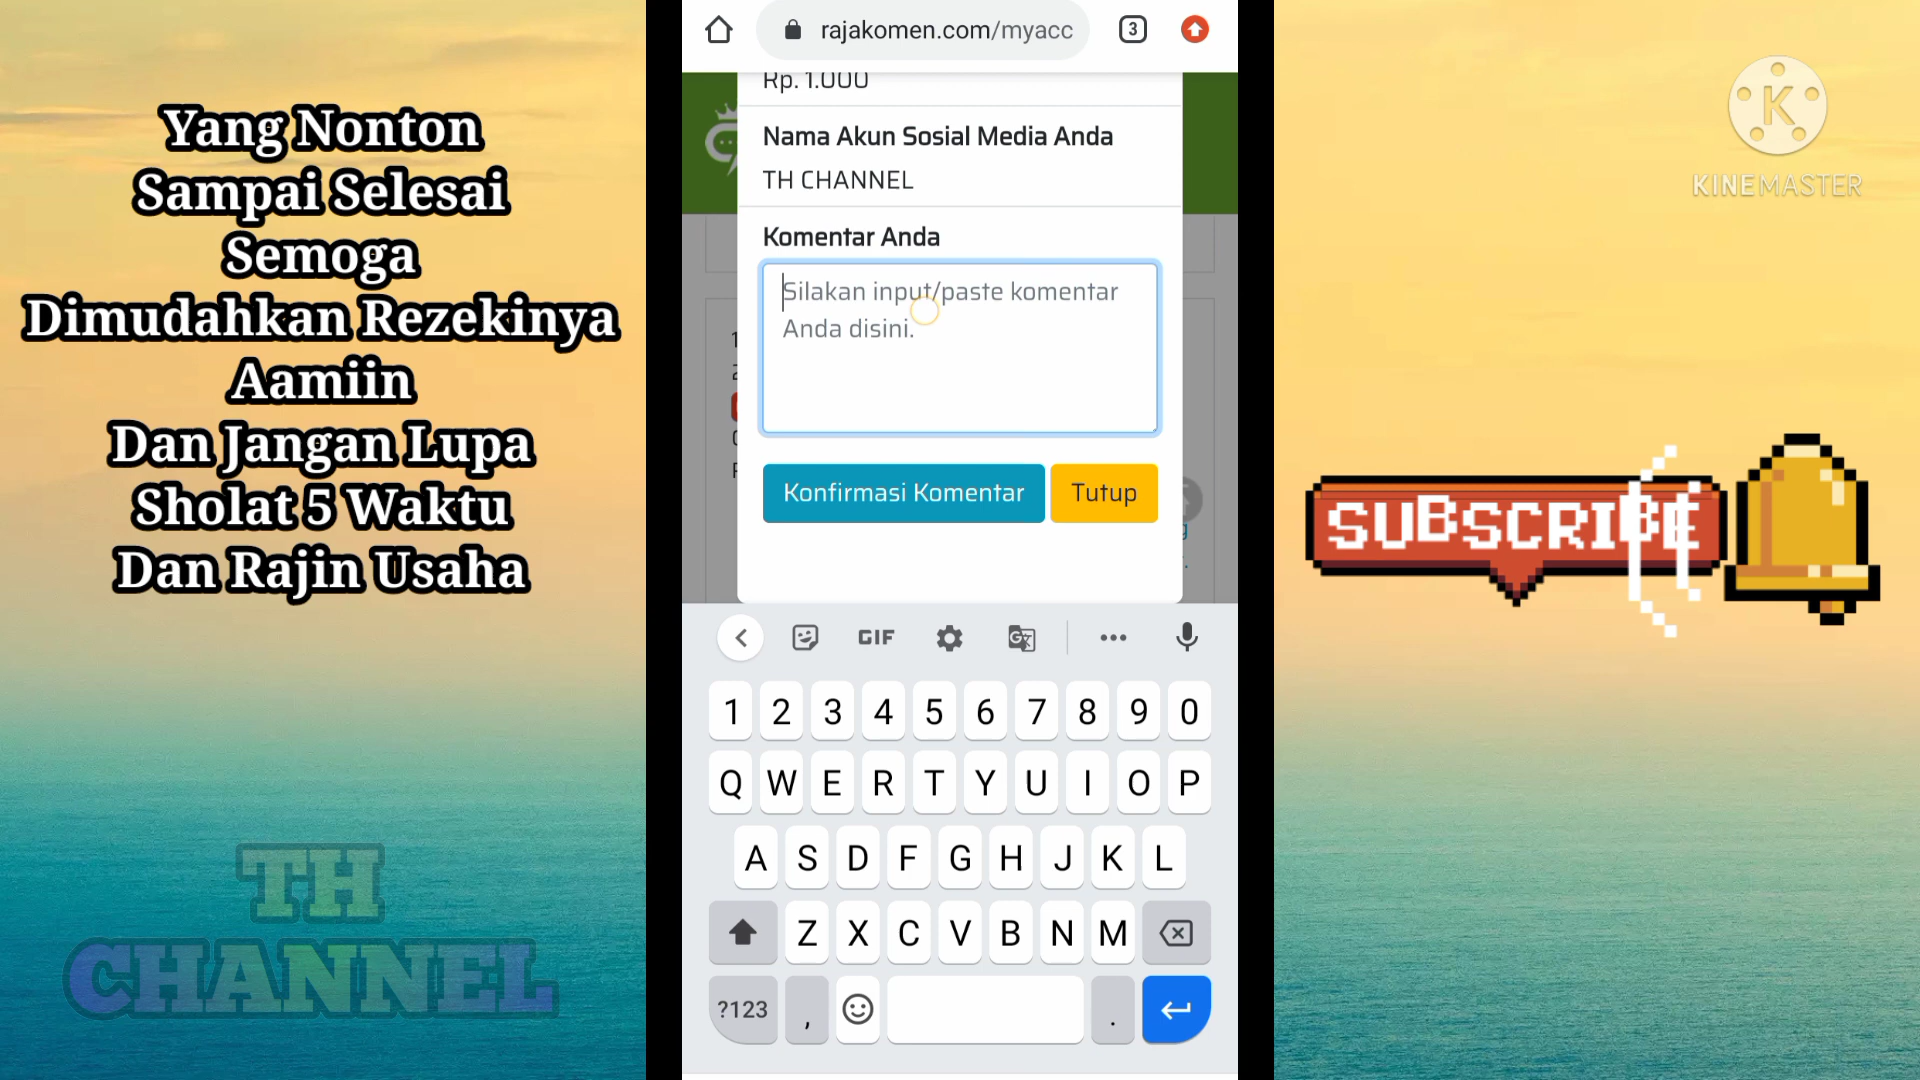 Yang Nonton
Sampai Selesai
Semoga
Dimudahkan Rezekinya
Aamiin
Dan Jangan Lupa
Sholat 5 Waktu
Dan Rajin Usaha
TH
CHANNEL
rajakomen.com/myacc
3
Rp. 1.000
Nama Akun Sosial Media Anda
TH CHANNEL
Komentar Anda
Silakan input/paste komentar
Anda disini.
Konfirmasi Komentar
Tutup
GIF
1 2 3 4 5 6 7 8 9 0
Q W E R T Y U I O P
A S D F G H J K L
Z X C V B N M
?123 , .
K
KINEMASTER
SUBSCRIBE